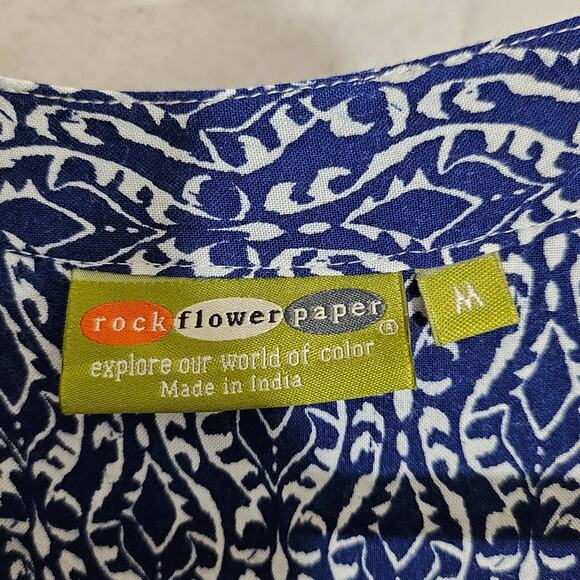 rock flower paper ®
M
explore our world of color
Made in India